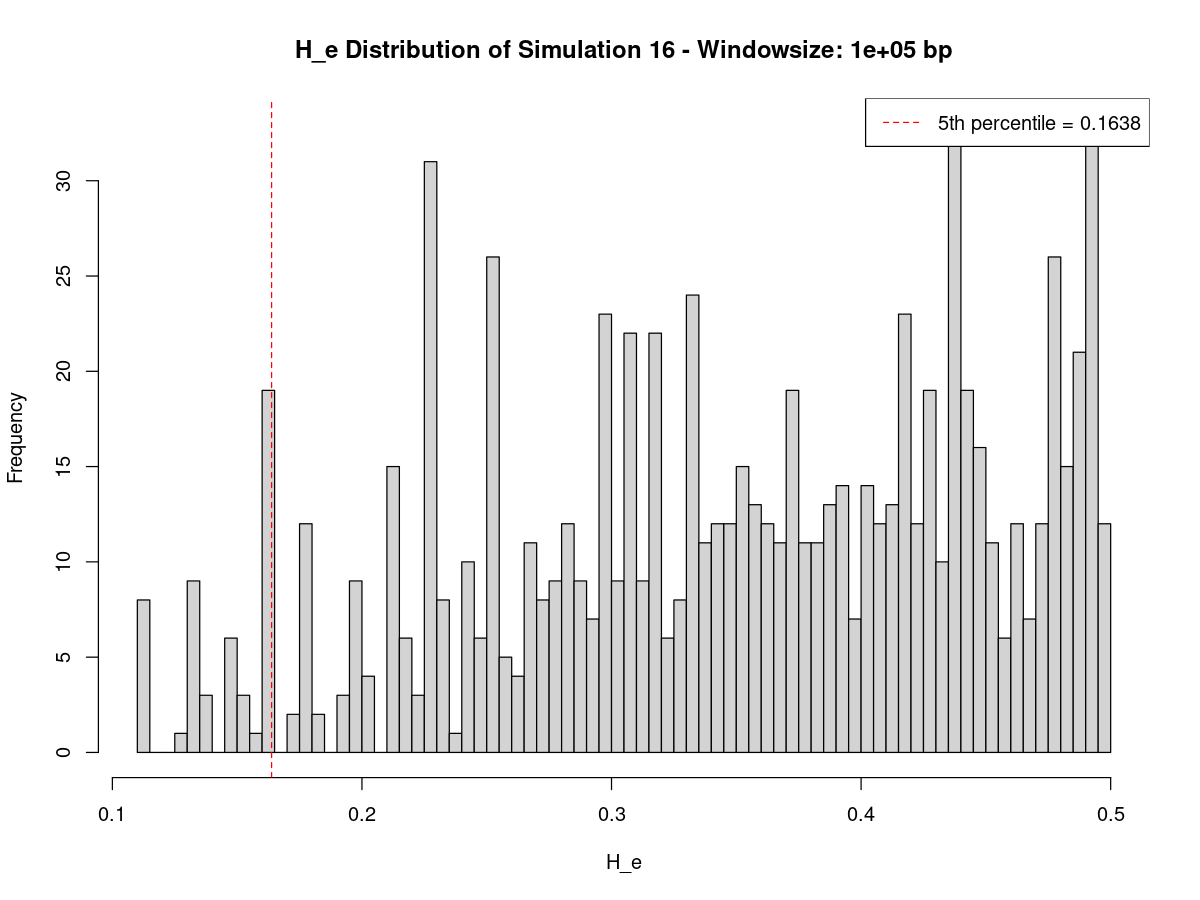 H_e Distribution of Simulation 16 - Windowsize: 1e+05 bp
5th percentile = 0.1638
Frequency
30
25
20
15
10
5
0
0.1 0.2 0.3 0.4 0.5
H_e